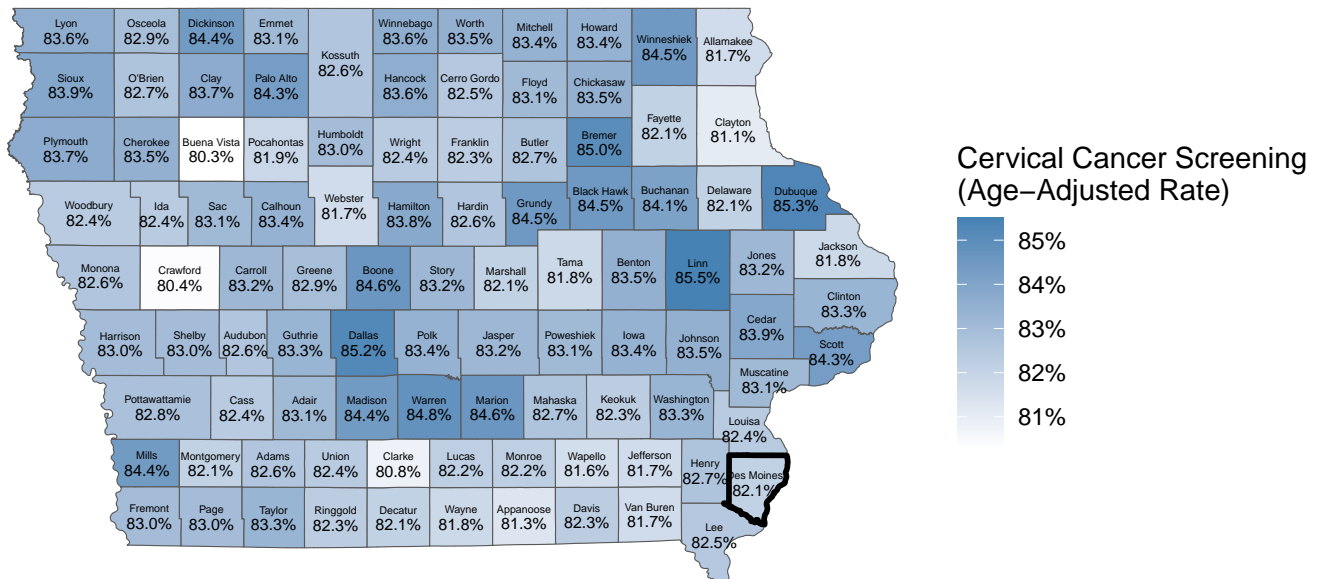 Lyon
83.6%
Osceola
82.9%
Dickinson
84.4%
Emmet
83.1%
Kossuth
82.6%
Winnebago
83.6%
Worth
83.5%
Mitchell
83.4%
Howard
83.4%
Winneshiek
84.5%
Allamakee
81.7%
Sioux
83.9%
O'Brien
82.7%
Clay
83.7%
Palo Alto
84.3%
Hancock
83.6%
Cerro Gordo
82.5%
Floyd
83.1%
Chickasaw
83.5%
Fayette
82.1%
Clayton
81.1%
Plymouth
83.7%
Cherokee
83.5%
Buena Vista
80.3%
Pocahontas
81.9%
Humboldt
83.0%
Wright
82.4%
Franklin
82.3%
Butler
82.7%
Bremer
85.0%
Woodbury
82.4%
Ida
82.4%
Sac
83.1%
Calhoun
83.4%
Webster
81.7%
Hamilton
83.8%
Hardin
82.6%
Grundy
84.5%
Black Hawk
84.5%
Buchanan
84.1%
Delaware
82.1%
Dubuque
85.3%
Monona
82.6%
Crawford
80.4%
Carroll
83.2%
Greene
82.9%
Boone
84.6%
Story
83.2%
Marshall
82.1%
Tama
81.8%
Benton
83.5%
Linn
85.5%
Jones
83.2%
Jackson
81.8%
Clinton
83.3%
Harrison
83.0%
Shelby
83.0%
Audubon
82.6%
Guthrie
83.3%
Dallas
85.2%
Polk
83.4%
Jasper
83.2%
Poweshiek
83.1%
Iowa
83.4%
Johnson
83.5%
Cedar
83.9%
Scott
84.3%
Muscatine
83.1%
Pottawattamie
82.8%
Cass
82.4%
Adair
83.1%
Madison
84.4%
Warren
84.8%
Marion
84.6%
Mahaska
82.7%
Keokuk
82.3%
Washington
83.3%
Louisa
82.4%
Mills
84.4%
Montgomery
82.1%
Adams
82.6%
Union
82.4%
Clarke
80.8%
Lucas
82.2%
Monroe
82.2%
Wapello
81.6%
Jefferson
81.7%
Henry
82.7%
Des Moines
82.1%
Fremont
83.0%
Page
83.0%
Taylor
83.3%
Ringgold
82.3%
Decatur
82.1%
Wayne
81.8%
Appanoose
81.3%
Davis
82.3%
Van Buren
81.7%
Lee
82.5%
Cervical Cancer Screening
(Age−Adjusted Rate)
85%
84%
83%
82%
81%